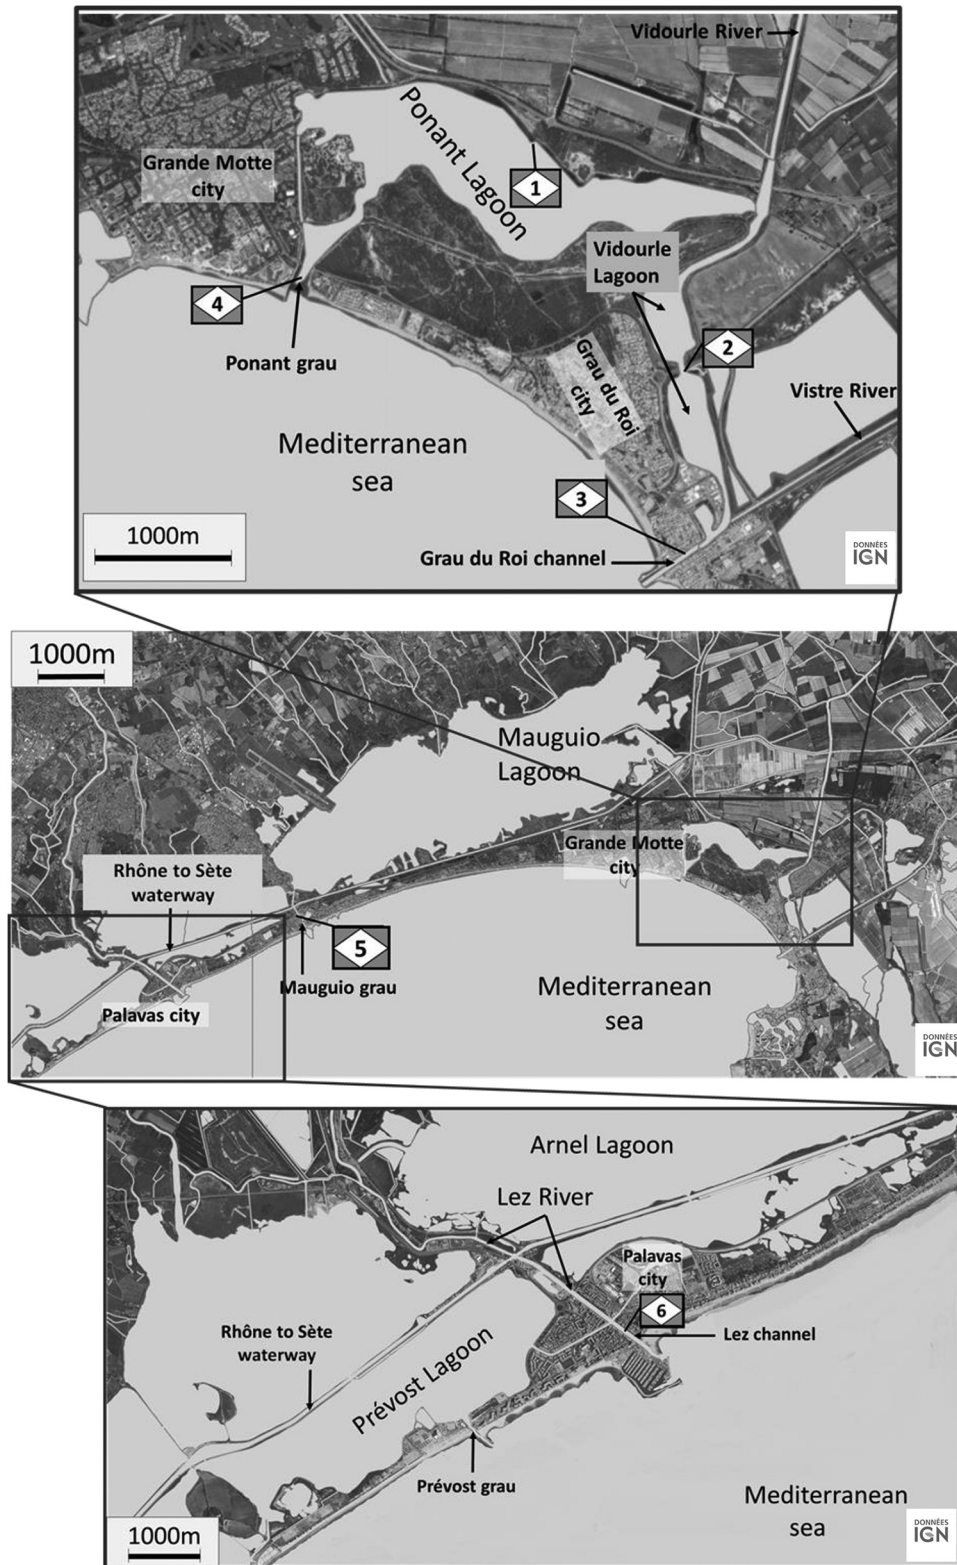 Vidourle River
Ponant Lagoon
Grande Motte
city
1
Vidourle
Lagoon
4
2
Ponant grau
Grau du Roi
city
Vistre River
Mediterranean
sea
3
1000m
Grau du Roi channel
DONNÉES
IGN
1000m
Mauguio
Lagoon
Grande Motte
city
Rhône to Sète
waterway
5
Mauguio grau
Mediterranean
sea
Palavas city
DONNÉES
IGN
Arnel Lagoon
Lez River
Palavas
city
6
Rhône to Sète
waterway
Lez channel
Prévost Lagoon
Prévost grau
Mediterranean
sea
1000m
DONNÉES
IGN